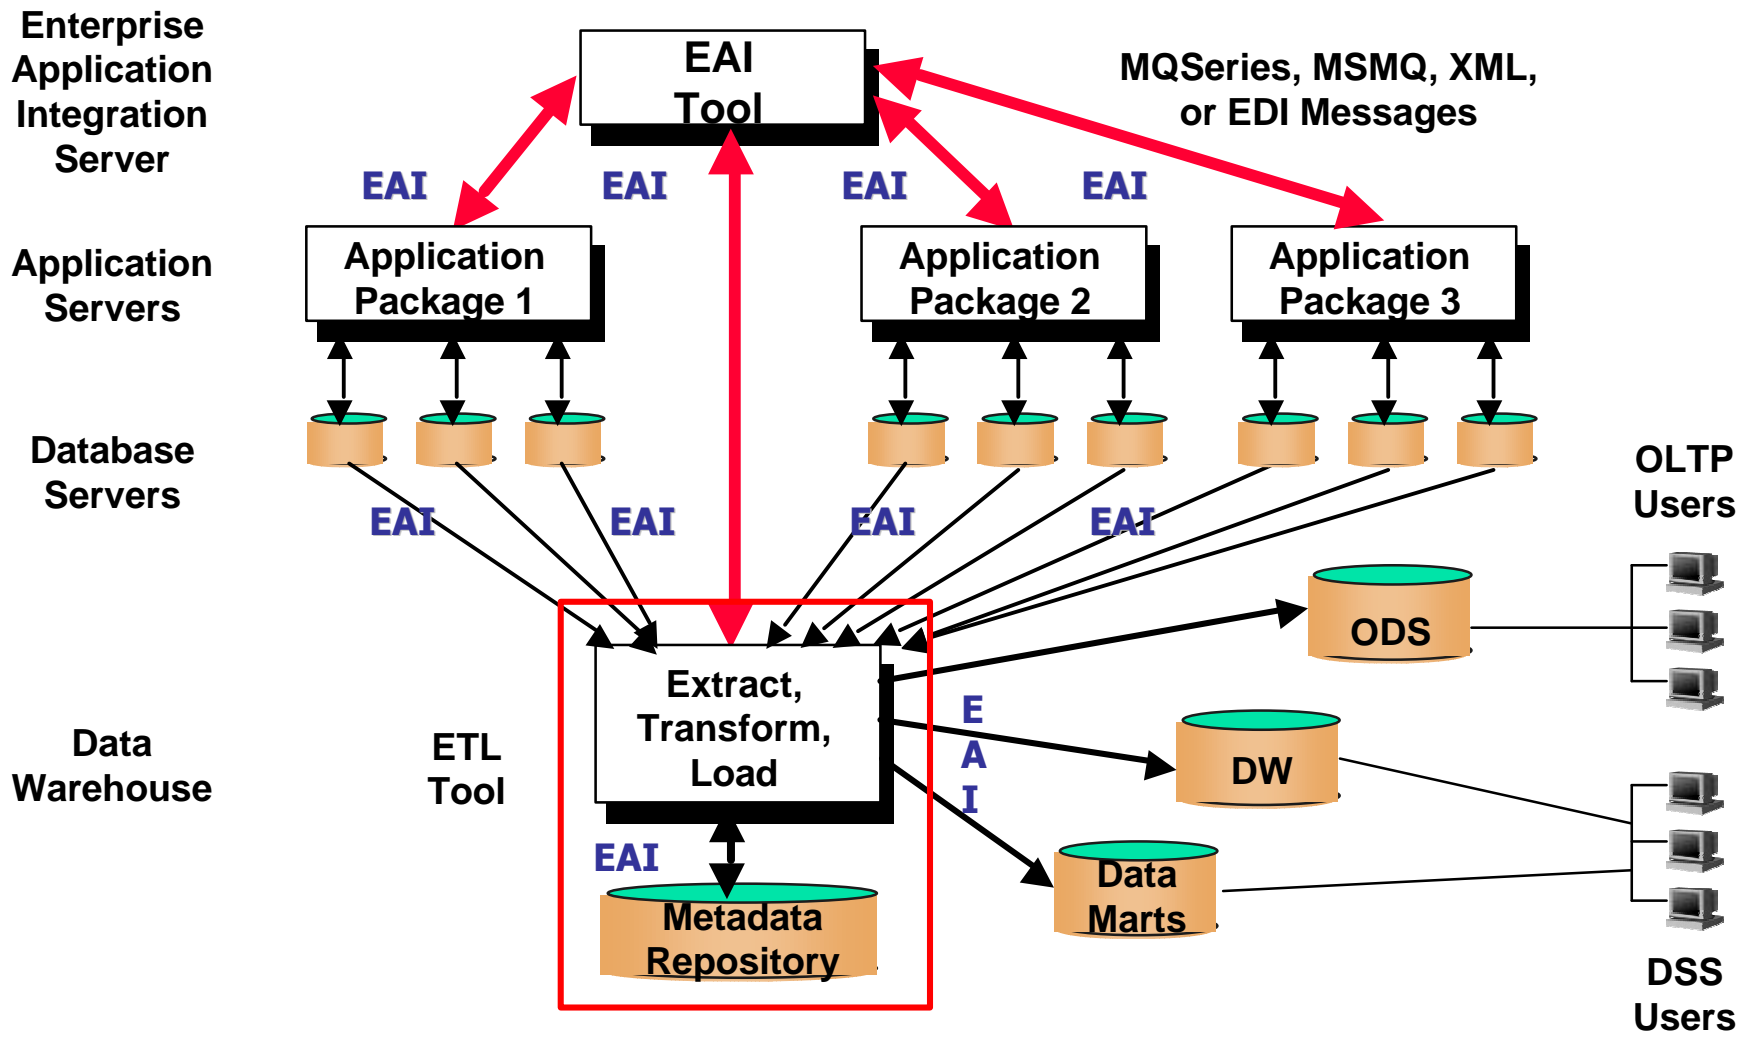 Enterprise
Application
Integration
Server
EAI
Tool
MQSeries, MSMQ, XML,
or EDI Messages
EAI
EAI
EAI
EAI
Application
Servers
Application
Package 1
Application
Package 2
Application
Package 3
Database
Servers
OLTP
Users
EAI
EAI
EAI
EAI
ODS
Data
Warehouse
ETL
Tool
Extract,
Transform,
Load
E
A
I
DW
EAI
Data
Marts
Metadata
Repository
DSS
Users